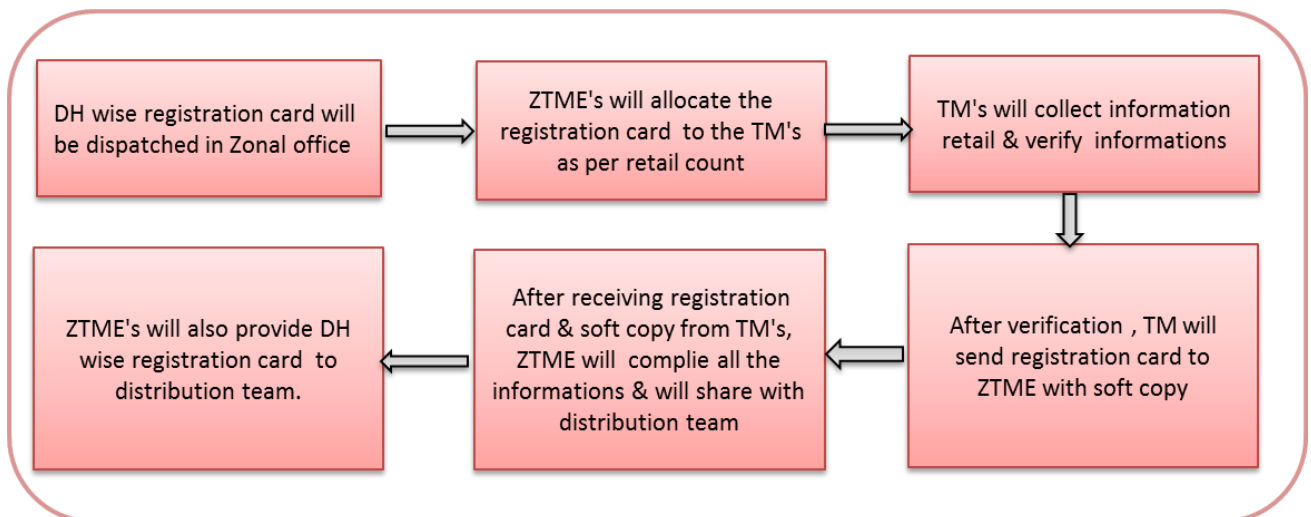 DH wise registration card will
be dispatched in Zonal office
ZTME's will allocate the
registration card to the TM's
as per retail count
TM's will collect information
retail & verify informations
After verification , TM will
send registration card to
ZTME with soft copy
After receiving registration
card & soft copy from TM's,
ZTME will complie all the
informations & will share with
distribution team
ZTME's will also provide DH
wise registration card to
distribution team.